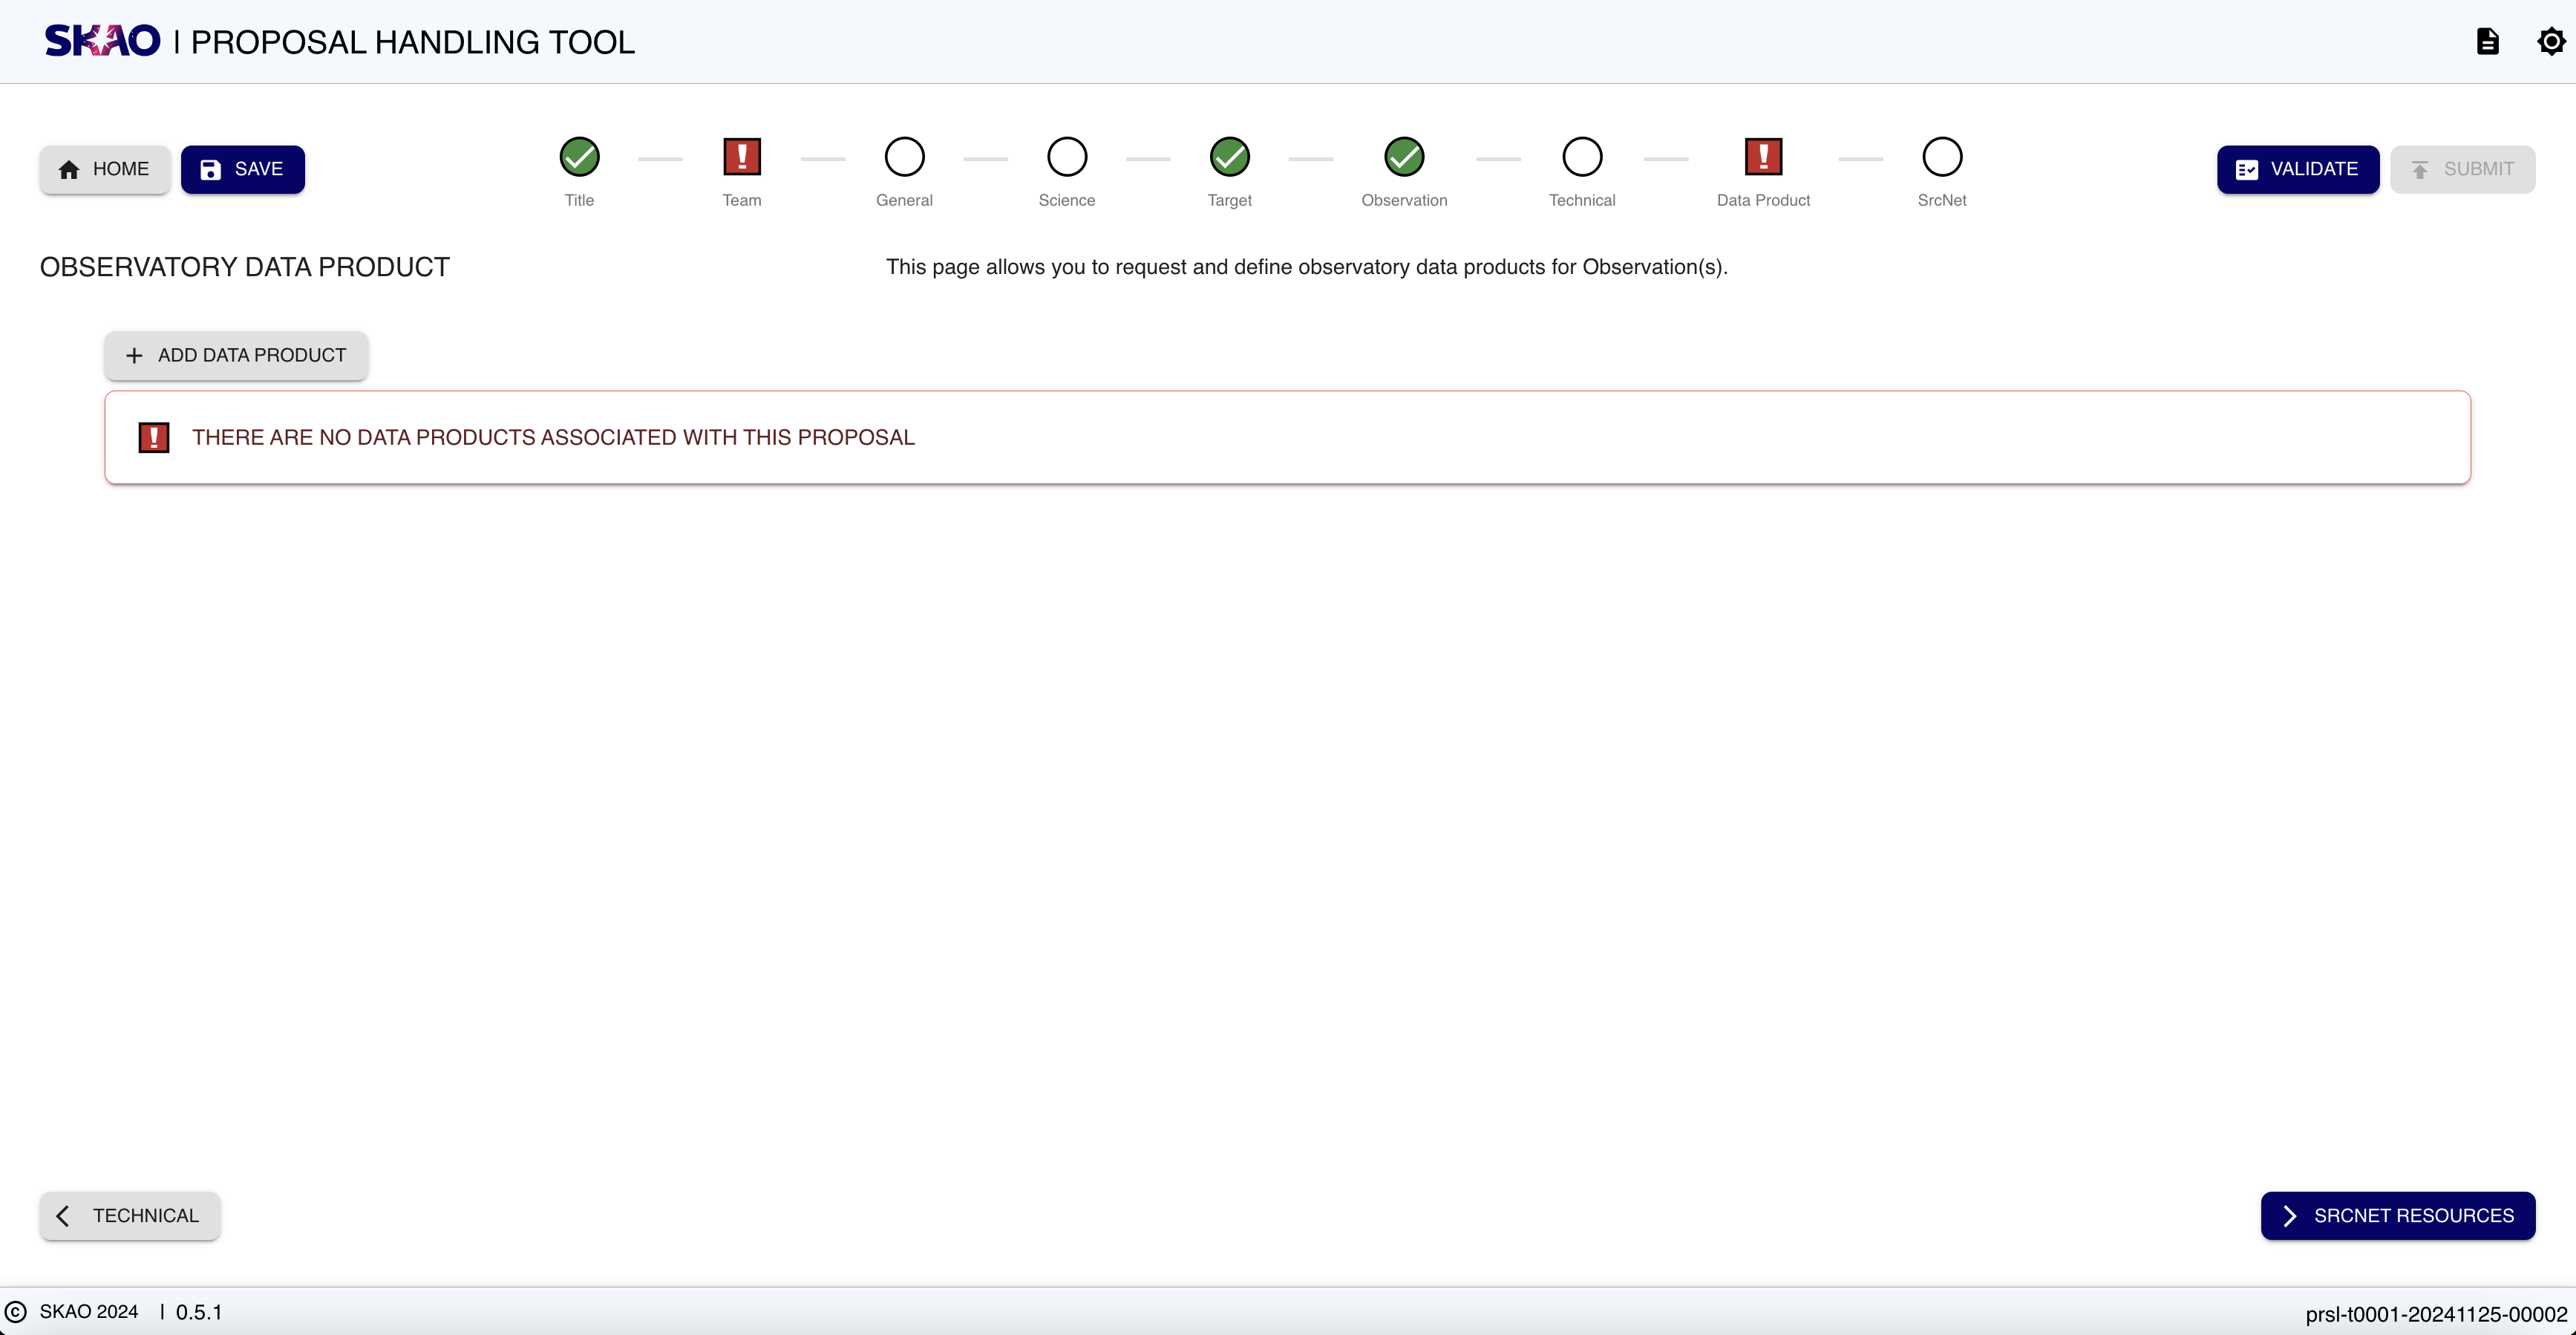 SKAO | PROPOSAL HANDLING TOOL
HOME
SAVE
Title
Team
General
Science
Target
Observation
Technical
Data Product
SrcNet
VALIDATE
SUBMIT
OBSERVATORY DATA PRODUCT
This page allows you to request and define observatory data products for Observation(s).
+ ADD DATA PRODUCT
THERE ARE NO DATA PRODUCTS ASSOCIATED WITH THIS PROPOSAL
TECHNICAL
SRCNET RESOURCES
© SKAO 2024 | 0.5.1
prsl-t0001-20241125-00002